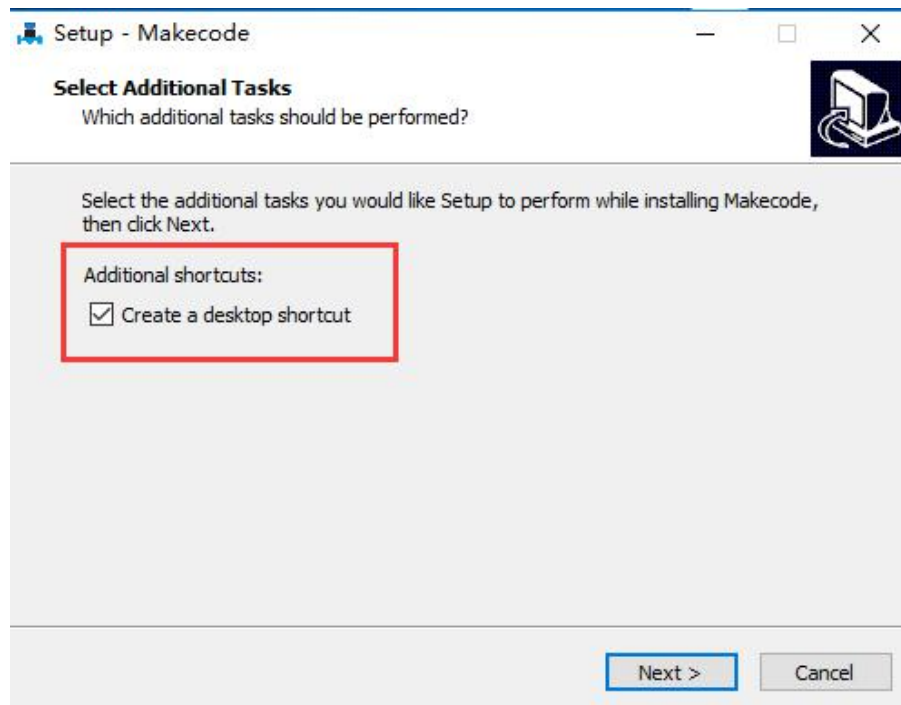 Setup - Makecode
Select Additional Tasks
Which additional tasks should be performed?
Select the additional tasks you would like Setup to perform while installing Makecode,
then click Next.
Additional shortcuts:
Create a desktop shortcut
Next >
Cancel